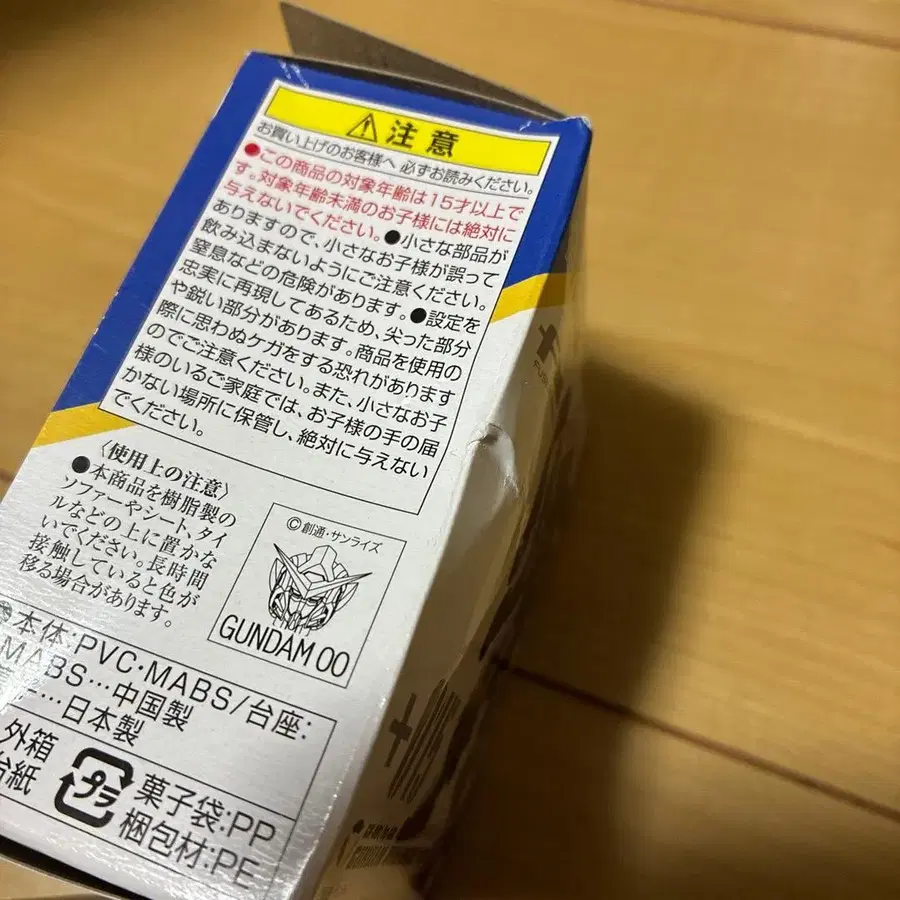 ⚠注意
お買い上げのお客様へ 必ずお読みください。
●この商品の対象年齢は15才以上で
す。対象年齢未満のお子様には絶対に
与えないでください。●小さな部品が
ありますので、小さなお子様が誤って
飲み込まないようにご注意ください。
窒息などの危険があります。●設定を
忠実に再現してあるため、尖った部分
や鋭い部分があります。商品を使用の
際に思わぬケガをする恐れがあります
のでご注意ください。また、小さなお子
様のいるご家庭では、お子様の手の届
かない場所に保管し、絶対に与えない
でください。
〈使用上の注意〉
●本商品を樹脂製の
ソファーやシート、タイ
ルなどの上に置かな
いでください。長時間
接触していると色が
移る場合があります。
©創通・サンライズ
GUNDAM 00
●本体:PVC・MABS/台座:
MABS…中国製
…日本製
外箱
台紙
プラ
菓子袋:PP
梱包材:PE